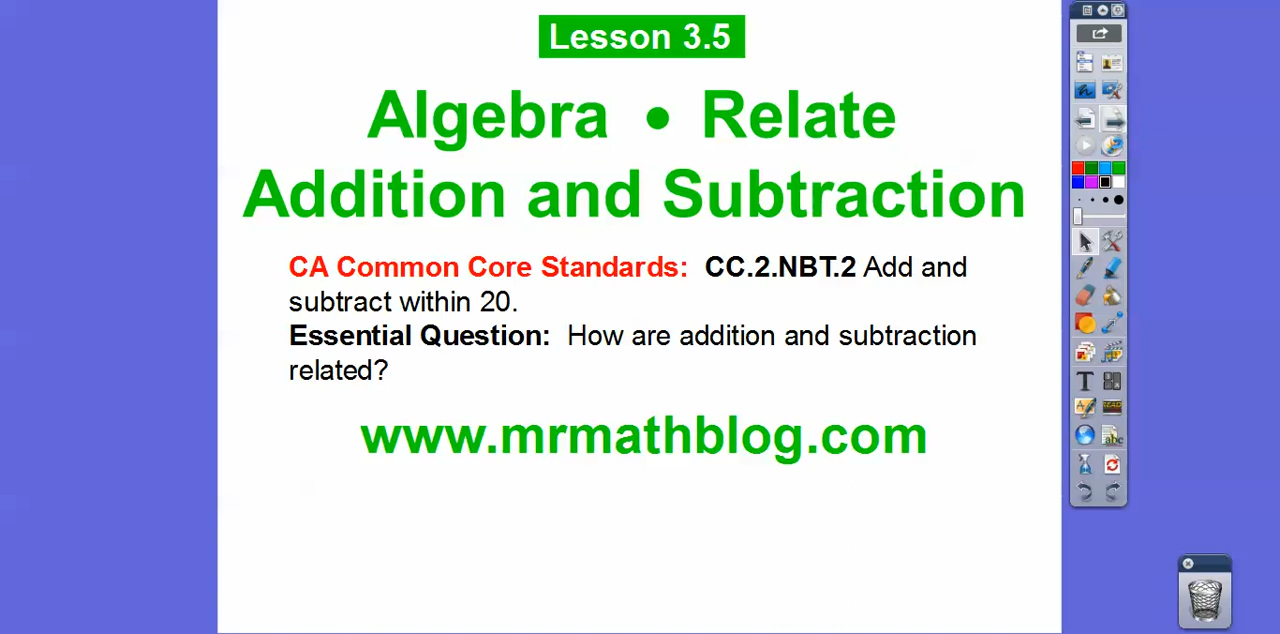 Lesson 3.5
Algebra • Relate
Addition and Subtraction
CA Common Core Standards: CC.2.NBT.2 Add and
subtract within 20.
Essential Question: How are addition and subtraction
related?
www.mrmathblog.com